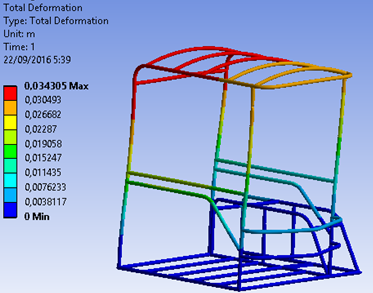 Total Deformation
Type: Total Deformation
Unit: m
Time: 1
22/09/2016 5:39
0,034305 Max
0,030493
0,026682
0,02287
0,019058
0,015247
0,011435
0,0076233
0,0038117
0 Min